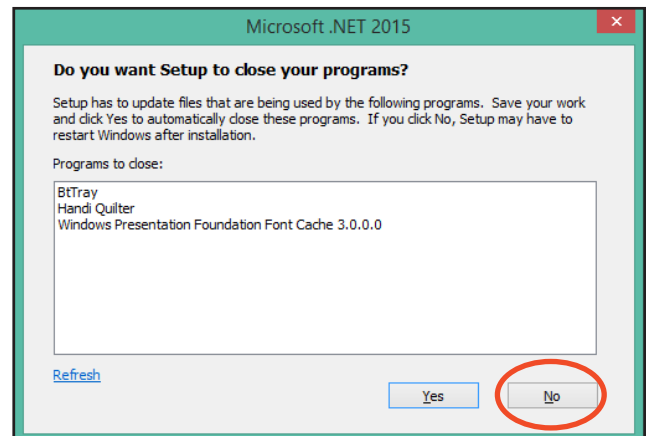 Microsoft .NET 2015
Do you want Setup to close your programs?
Setup has to update files that are being used by the following programs. Save your work
and click Yes to automatically close these programs. If you click No, Setup may have to
restart Windows after installation.
Programs to close:
BtTray
Handi Quilter
Windows Presentation Foundation Font Cache 3.0.0.0
Refresh
Yes No